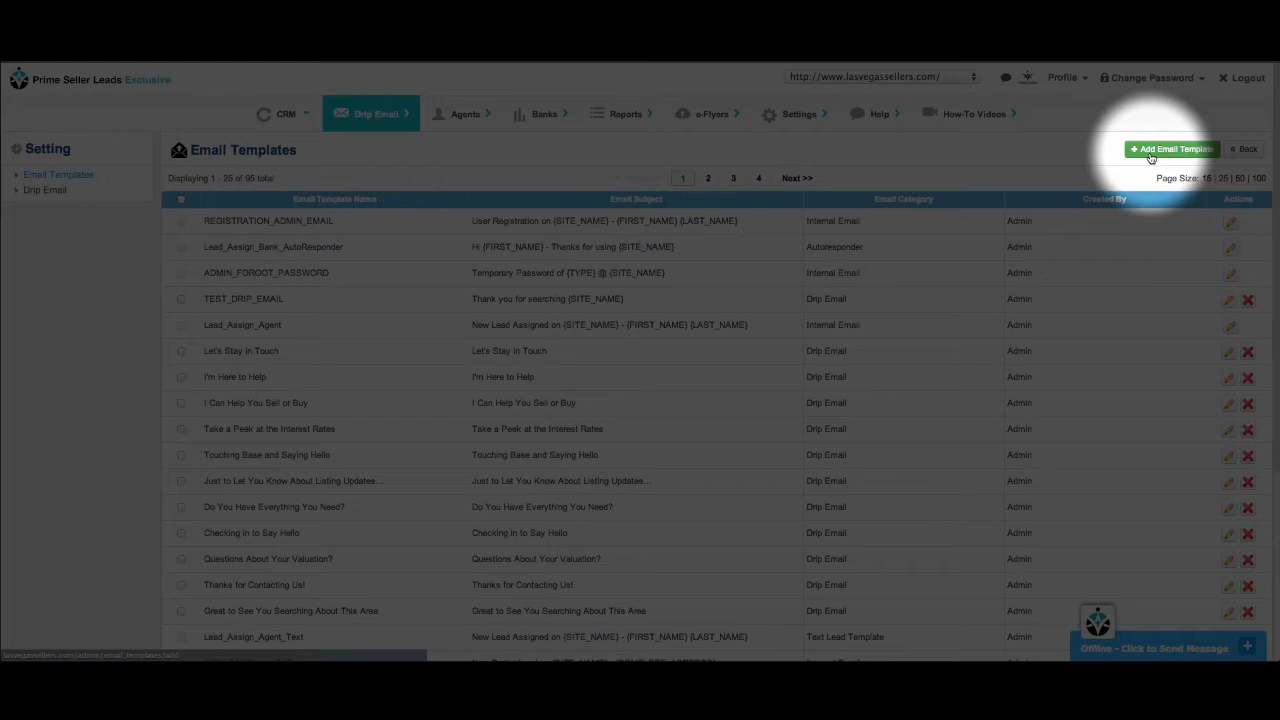 Prime Seller Leads Exclusive
http://www.lasvegassellers.com/
Profile
Change Password
Logout
CRM
Drip Email
Agents
Banks
Reports
e-Flyers
Settings
Help
How-To Videos
Setting
Email Templates
Drip Email
Email Templates
+ Add Email Template
« Back
Displaying 1 - 25 of 95 total
1 2 3 4 Next >>
Page Size: 15 | 25 | 50 | 100
Email Template Name Email Subject Email Category Created By Actions
REGISTRATION_ADMIN_EMAIL User Registration on {SITE_NAME} - {FIRST_NAME} {LAST_NAME} Internal Email Admin
Lead_Assign_Bank_AutoResponder Hi {FIRST_NAME} - Thanks for using {SITE_NAME} Autoresponder Admin
ADMIN_FORGOT_PASSWORD Temporary Password of {TYPE} @ {SITE_NAME} Internal Email Admin
TEST_DRIP_EMAIL Thank you for searching {SITE_NAME} Drip Email Admin
Lead_Assign_Agent New Lead Assigned on {SITE_NAME} - {FIRST_NAME} {LAST_NAME} Internal Email Admin
Let's Stay in Touch Let's Stay in Touch Drip Email Admin
I'm Here to Help I'm Here to Help Drip Email Admin
I Can Help You Sell or Buy I Can Help You Sell or Buy Drip Email Admin
Take a Peek at the Interest Rates Take a Peek at the Interest Rates Drip Email Admin
Touching Base and Saying Hello Touching Base and Saying Hello Drip Email Admin
Just to Let You Know About Listing Updates... Just to Let You Know About Listing Updates... Drip Email Admin
Do You Have Everything You Need? Do You Have Everything You Need? Drip Email Admin
Checking in to Say Hello Checking in to Say Hello Drip Email Admin
Questions About Your Valuation? Questions About Your Valuation? Drip Email Admin
Thanks for Contacting Us! Thanks for Contacting Us! Drip Email Admin
Great to See You Searching About This Area Great to See You Searching About This Area Drip Email Admin
Lead_Assign_Agent_Text New Lead Assigned on {SITE_NAME} - {FIRST_NAME} {LAST_NAME} Text Lead Template Admin
Offline - Click to Send Message
lasvegassellers.com/admin/email_templates/add